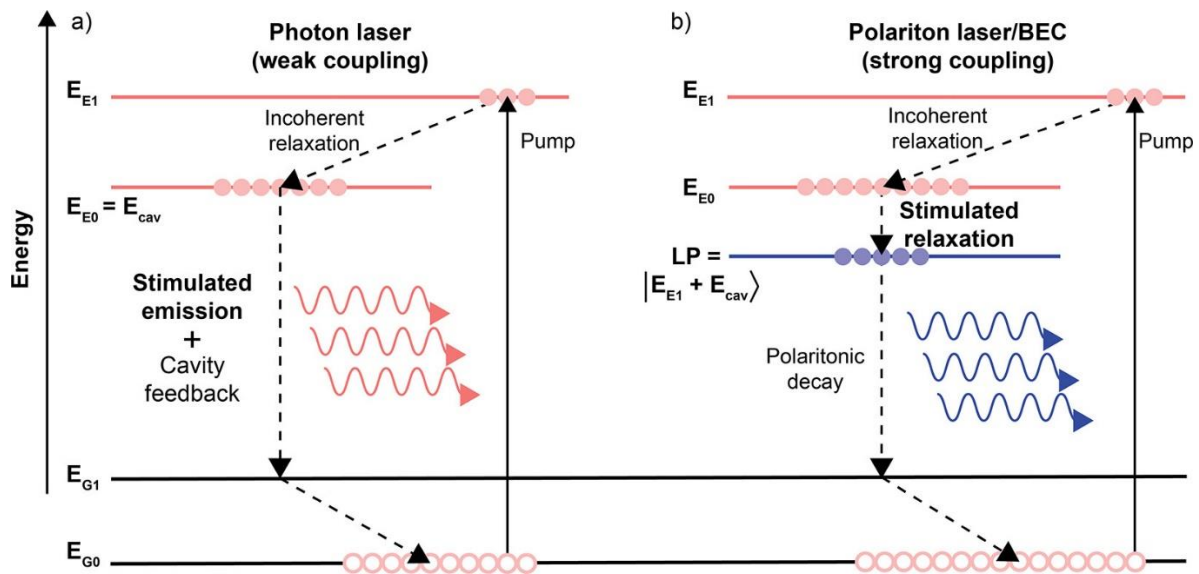 a)
Photon laser
(weak coupling)
Energy
E_E1
Incoherent
relaxation
Pump
E_E0 = E_cav
Stimulated
emission
+
Cavity
feedback
E_G1
E_G0
b)
Polariton laser/BEC
(strong coupling)
E_E1
Incoherent
relaxation
Pump
E_E0
Stimulated
relaxation
LP =
|E_E1 + E_cav⟩
Polaritonic
decay